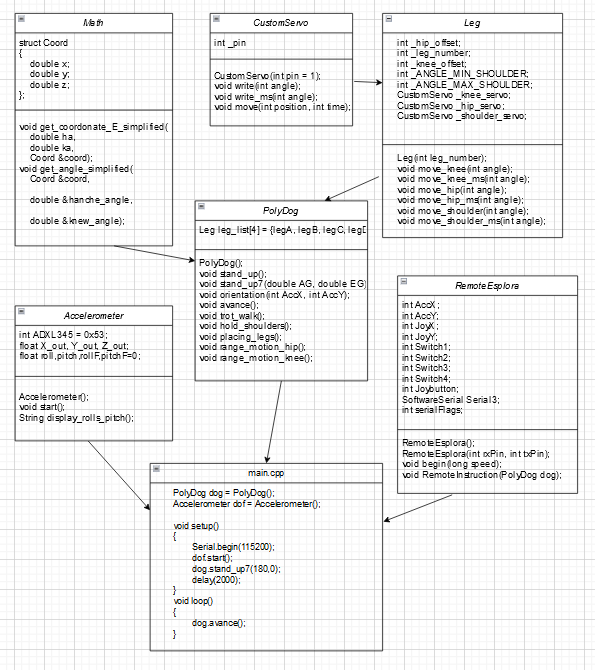 IMath
struct Coord
{
double x;
double y;
double z;
};
void get_coordonate_E_simplified(
double ha,
double ka,
Coord &coord);
void get_angle_simplified(
Coord &coord,
double &hanche_angle,
double &knew_angle);
CustomServo
int _pin
CustomServo(int pin = 1);
void write(int angle);
void write_ms(int angle);
void move(int position, int time);
Leg
int _hip_offset;
int _leg_number;
int _knee_offset;
int _ANGLE_MIN_SHOULDER;
int _ANGLE_MAX_SHOULDER;
CustomServo _knee_servo;
CustomServo _hip_servo;
CustomServo _shoulder_servo;
Leg(int leg_number);
void move_knee(int angle);
void move_knee_ms(int angle);
void move_hip(int angle);
void move_hip_ms(int angle);
void move_shoulder(int angle);
void move_shoulder_ms(int angle);
PolyDog
Leg leg_list[4] = {legA, legB, legC, legD
PolyDog();
void stand_up();
void stand_up7(double AG, double EG)
void orientation(int AccX, int AccY);
void avance();
void trot_walk();
void hold_shoulders();
void placing_legs();
void range_motion_hip();
void range_motion_knee();
Accelerometer
int ADXL345 = 0x53;
float X_out, Y_out, Z_out;
float roll,pitch,rollF,pitchF=0;
Accelerometer();
void start();
String display_rolls_pitch();
RemoteEsplora
int AccX;
int AccY;
int JoyX;
int JoyY;
int Switch1;
int Switch2;
int Switch3;
int Switch4;
int Joybutton;
SoftwareSerial Serial3;
int serialFlags;
RemoteEsplora();
RemoteEsplora(int rxPin, int txPin);
void begin(long speed);
void RemoteInstruction(PolyDog dog);
main.cpp
PolyDog dog = PolyDog();
Accelerometer dof = Accelerometer();
void setup()
{
Serial.begin(115200);
dof.start();
dog.stand_up7(180,0);
delay(2000);
}
void loop()
{
dog.avance();
}